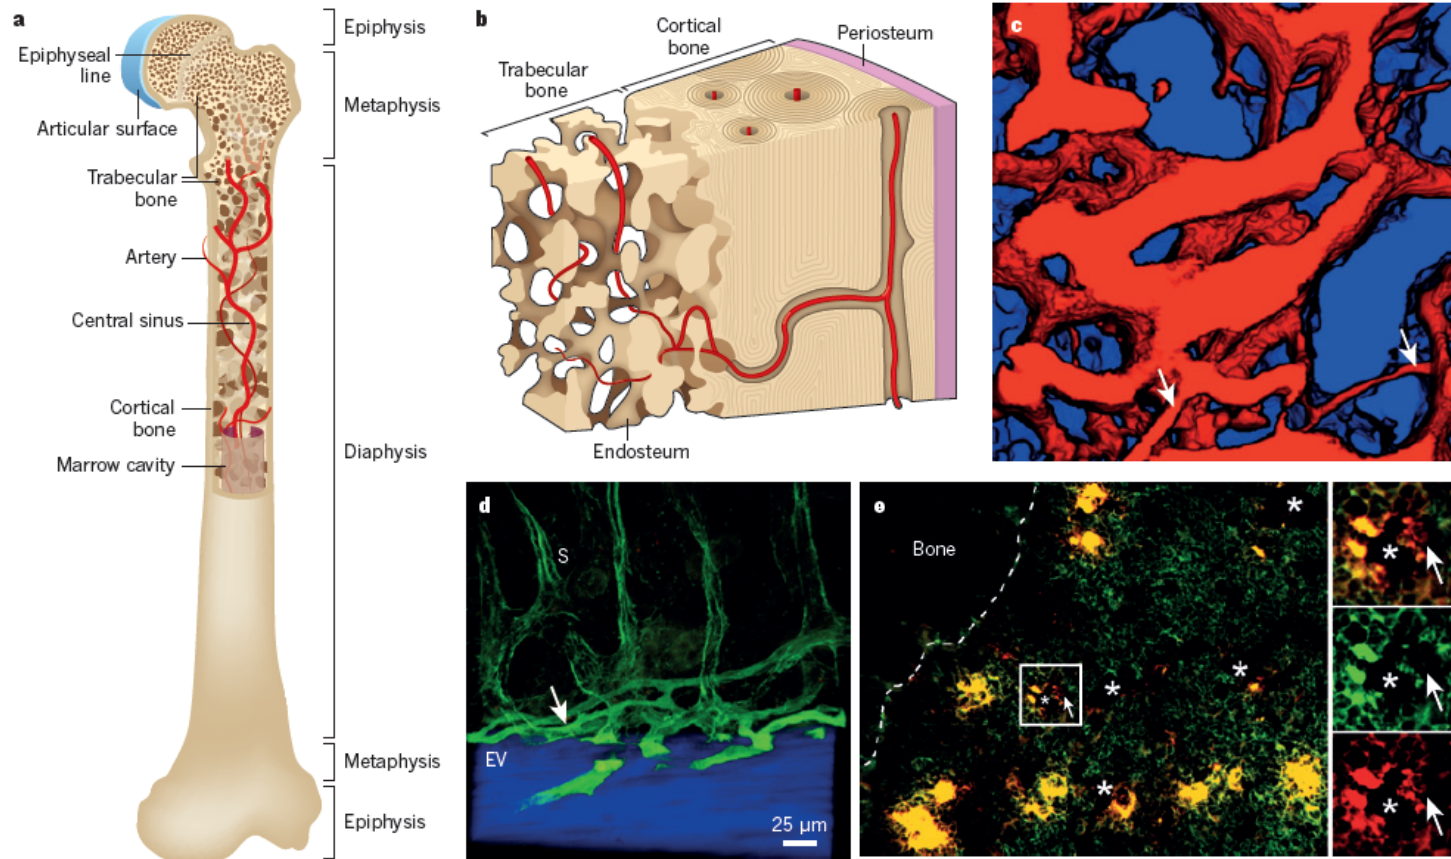 a
Epiphyseal
line
Articular surface
Trabecular
bone
Artery
Central sinus
Cortical
bone
Marrow cavity
Epiphysis
Metaphysis
Diaphysis
Metaphysis
Epiphysis
b
Trabecular
bone
Cortical
bone
Periosteum
Endosteum
c
d
S
EV
25 µm
e
Bone
*
*
*
*
*
*
*
*